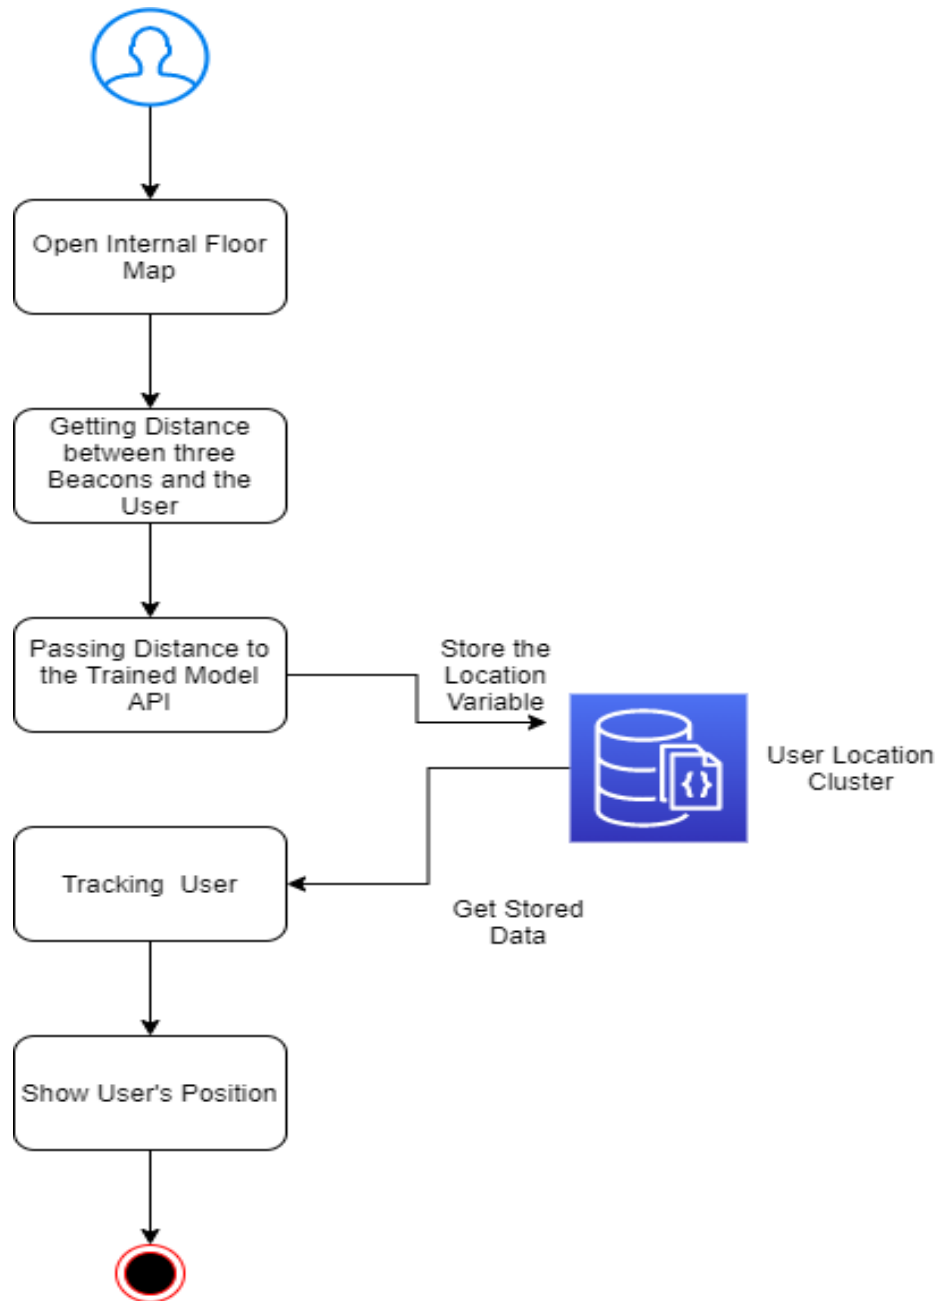 Open Internal Floor
Map
Getting Distance
between three
Beacons and the
User
Passing Distance to
the Trained Model
API
Store the
Location
Variable
{}
User Location
Cluster
Tracking  User
Get Stored
Data
Show User's Position